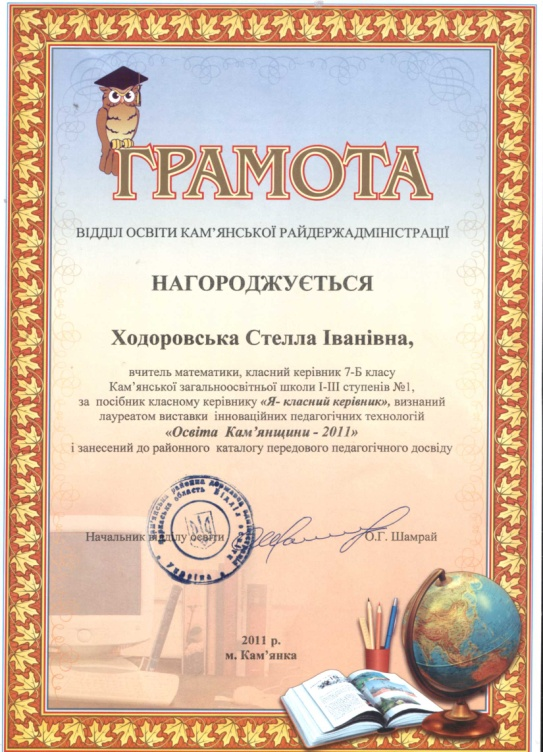 ГРАМОТА
ВІДДІЛ ОСВІТИ КАМ’ЯНСЬКОЇ РАЙДЕРЖАДМІНІСТРАЦІЇ
НАГОРОДЖУЄТЬСЯ
Ходоровська Стелла Іванівна,
вчитель математики, класний керівник 7-Б класу
Кам’янської загальноосвітньої школи І-ІІІ ступенів №1,
за посібник класному керівнику «Я- класний керівник», визнаний
лауреатом виставки інноваційних педагогічних технологій
«Освіта Кам’янщини - 2011»
і занесений до районного каталогу передового педагогічного досвіду
Начальник відділу освіти О.Г. Шамрай
Україна
2011 р.
м. Кам’янка